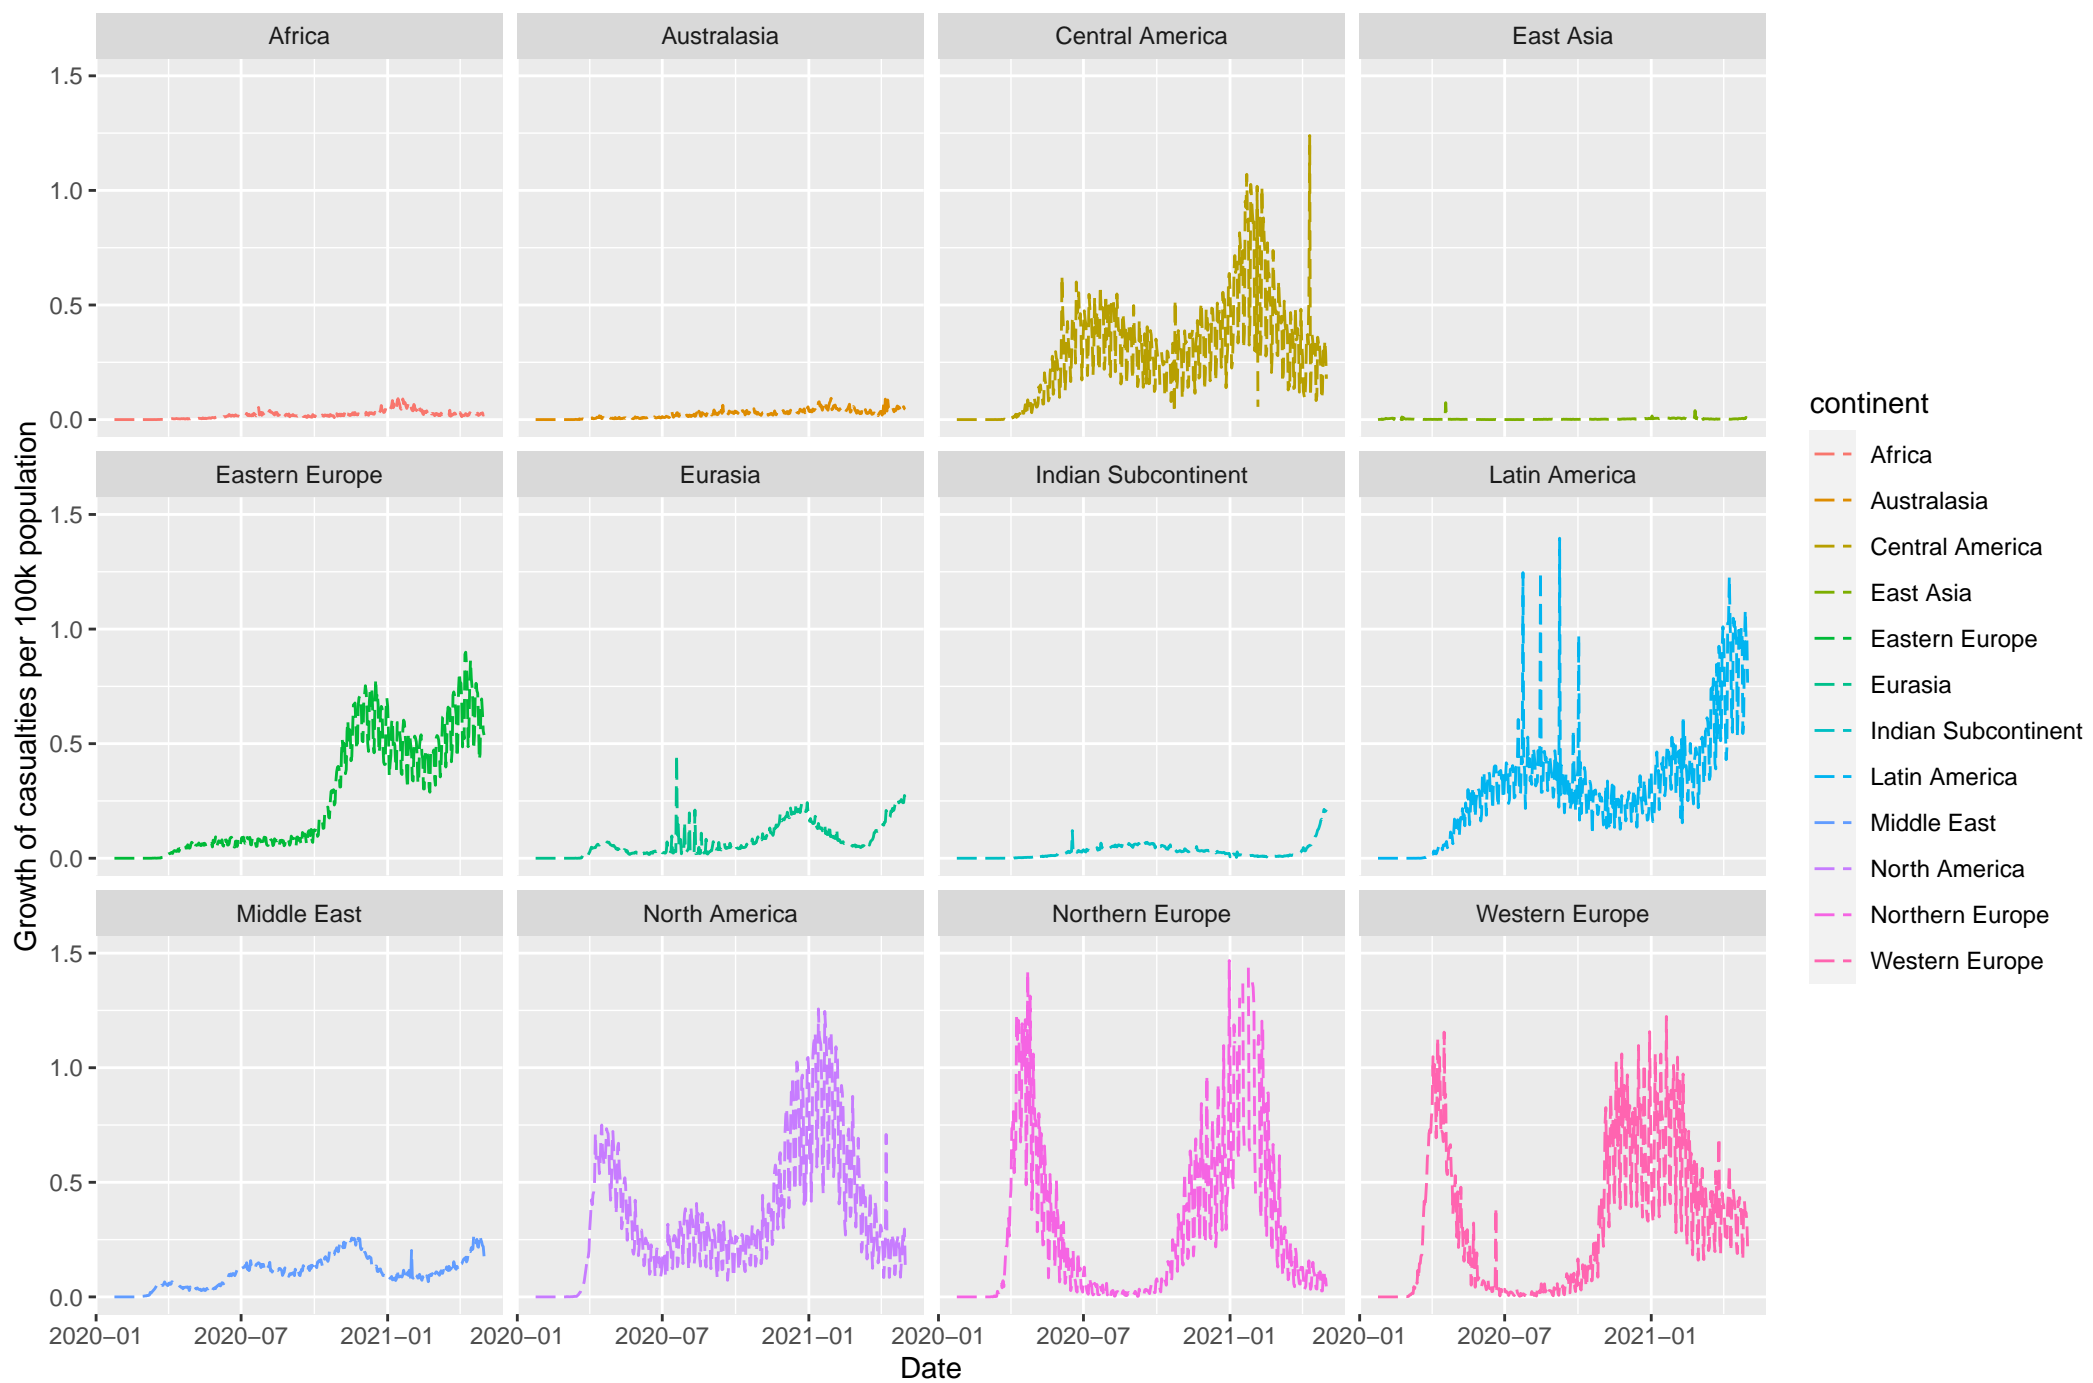 Africa
Australasia
Central America
East Asia
1.5
1.0
0.5
0.0
Eastern Europe
Eurasia
Indian Subcontinent
Latin America
1.5
1.0
0.5
0.0
Middle East
North America
Northern Europe
Western Europe
1.5
1.0
0.5
0.0
2020−01
2020−07
2021−01
2020−01
2020−07
2021−01
2020−01
2020−07
2021−01
2020−01
2020−07
2021−01
Date
Growth of casualties per 100k population
continent
Africa
Australasia
Central America
East Asia
Eastern Europe
Eurasia
Indian Subcontinent
Latin America
Middle East
North America
Northern Europe
Western Europe